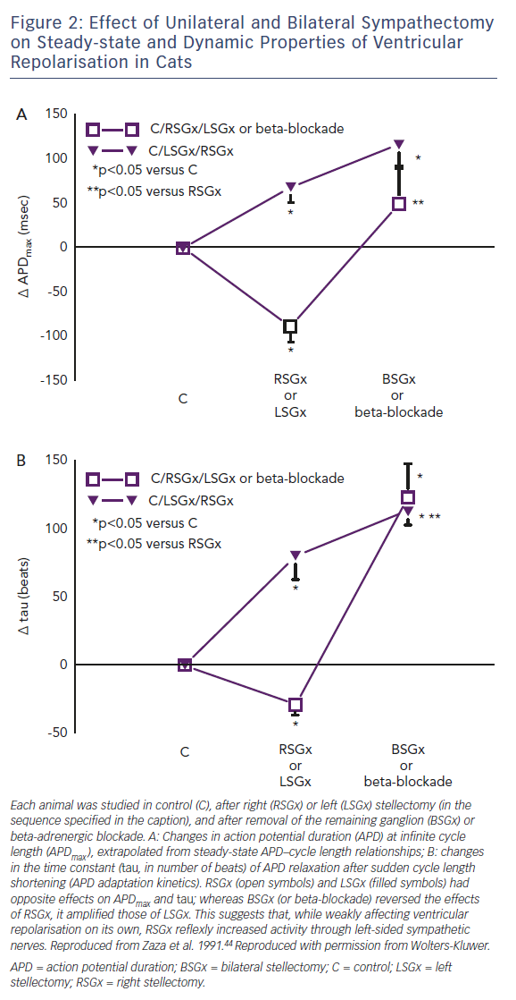 Figure 2: Effect of Unilateral and Bilateral Sympathectomy
on Steady-state and Dynamic Properties of Ventricular
Repolarisation in Cats
A
150
100
50
0
-50
-100
-150
Δ APDmax (msec)
C/RSGx/LSGx or beta-blockade
C/LSGx/RSGx
*p<0.05 versus C
**p<0.05 versus RSGx
*
*
*
**
C
RSGx
or
LSGx
BSGx
or
beta-blockade
B
150
100
50
0
-50
Δ tau (beats)
C/RSGx/LSGx or beta-blockade
C/LSGx/RSGx
*p<0.05 versus C
**p<0.05 versus RSGx
*
*
*
* **
C
RSGx
or
LSGx
BSGx
or
beta-blockade
Each animal was studied in control (C), after right (RSGx) or left (LSGx) stellectomy (in the
sequence specified in the caption), and after removal of the remaining ganglion (BSGx) or
beta-adrenergic blockade. A: Changes in action potential duration (APD) at infinite cycle
length (APDmax), extrapolated from steady-state APD–cycle length relationships; B: changes
in the time constant (tau, in number of beats) of APD relaxation after sudden cycle length
shortening (APD adaptation kinetics). RSGx (open symbols) and LSGx (filled symbols) had
opposite effects on APDmax and tau; whereas BSGx (or beta-blockade) reversed the effects
of RSGx, it amplified those of LSGx. This suggests that, while weakly affecting ventricular
repolarisation on its own, RSGx reflexly increased activity through left-sided sympathetic
nerves. Reproduced from Zaza et al. 1991.44 Reproduced with permission from Wolters-Kluwer.
APD = action potential duration; BSGx = bilateral stellectomy; C = control; LSGx = left
stellectomy; RSGx = right stellectomy.